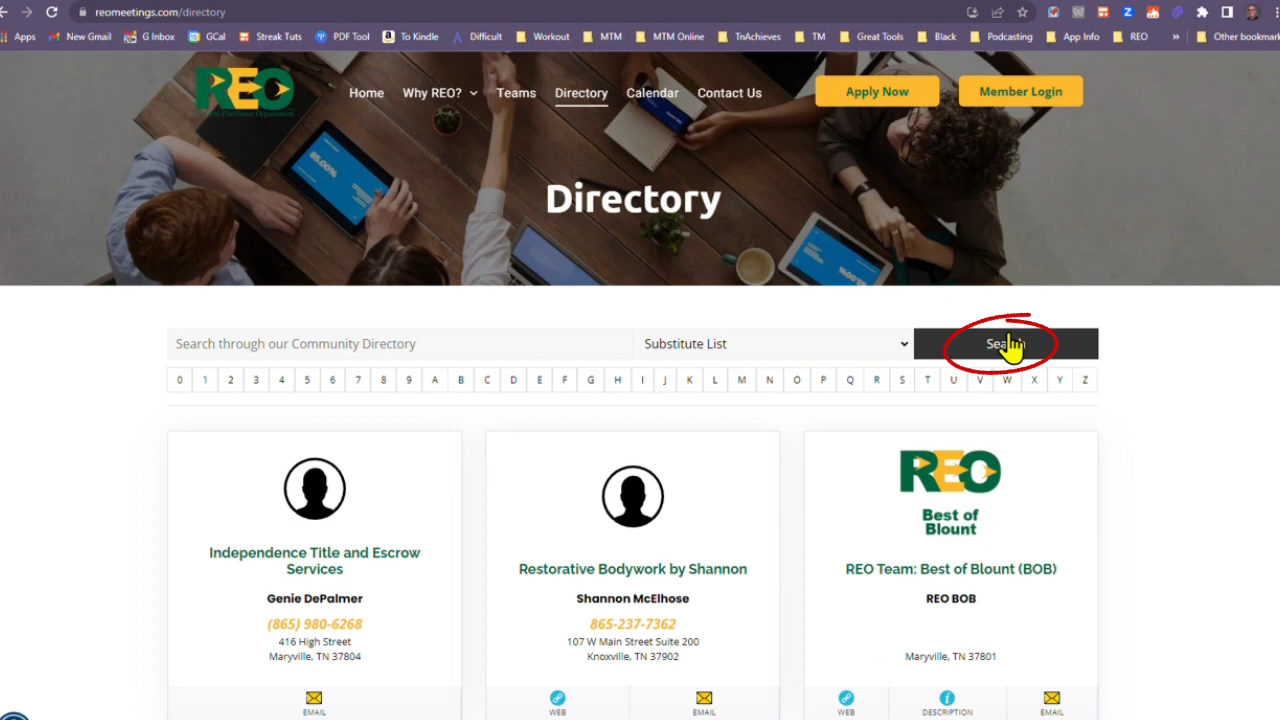 reomeetings.com/directory
Apps New Gmail G Inbox GCal Streak Tuts PDF Tool To Kindle Difficult Workout MTM MTM Online TnAchieves TM Great Tools Black Podcasting App Info REO » Other bookmark
REO
Home Why REO? Teams Directory Calendar Contact Us Apply Now Member Login
Directory
Search through our Community Directory Substitute List Search
0 1 2 3 4 5 6 7 8 9 A B C D E F G H I J K L M N O P Q R S T U V W X Y Z
REO
Best of
Blount
Independence Title and Escrow
Services
Genie DePalmer
(865) 980-6268
416 High Street
Maryville, TN 37804
EMAIL
Restorative Bodywork by Shannon
Shannon McElhose
865-237-7362
107 W Main Street Suite 200
Knoxville, TN 37902
WEB EMAIL
REO Team: Best of Blount (BOB)
REO BOB
Maryville, TN 37801
WEB DESCRIPTION EMAIL